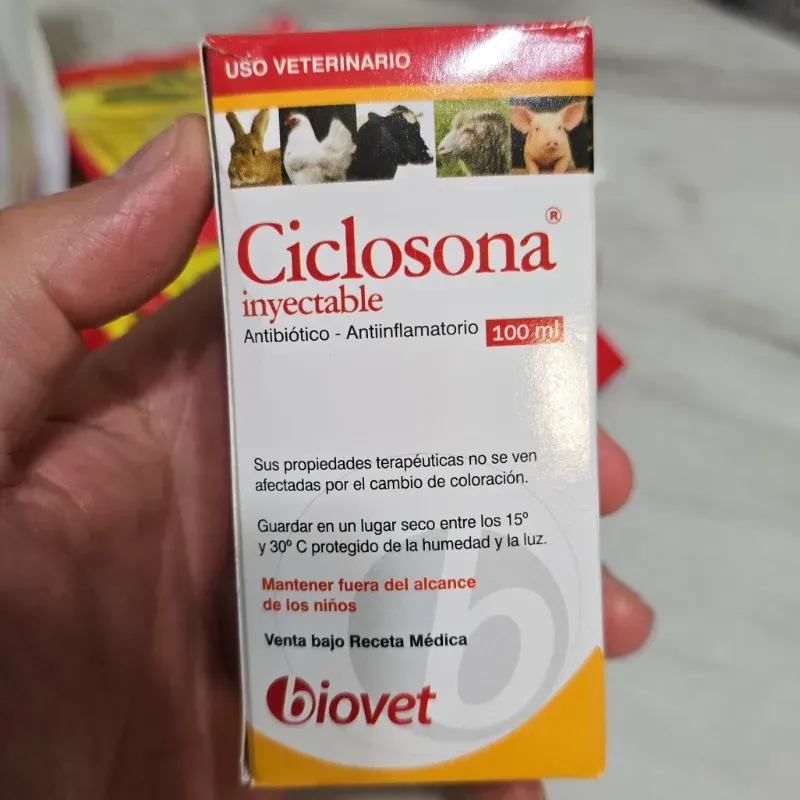 USO VETERINARIO
Ciclosona®
inyectable
Antibiótico - Antiinflamatorio 100 ml
Sus propiedades terapéuticas no se ven
afectadas por el cambio de coloración.
Guardar en un lugar seco entre los 15º
y 30º C protegido de la humedad y la luz.
Mantener fuera del alcance
de los niños
Venta bajo Receta Médica
biovet